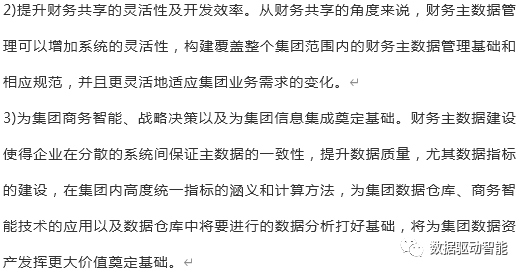 2)提升财务共享的灵活性及开发效率。从财务共享的角度来说，财务主数据管
理可以增加系统的灵活性，构建覆盖整个集团范围内的财务主数据管理基础和
相应规范，并且更灵活地适应集团业务需求的变化。↵
3)为集团商务智能、战略决策以及为集团信息集成奠定基础。财务主数据建设
使得企业在分散的系统间保证主数据的一致性，提升数据质量，尤其数据指标
的建设，在集团内高度统一指标的涵义和计算方法，为集团数据仓库、商务智
能技术的应用以及数据仓库中将要进行的数据分析打好基础，将为集团数据资
产发挥更大价值奠定基础。↵
数据驱动智能